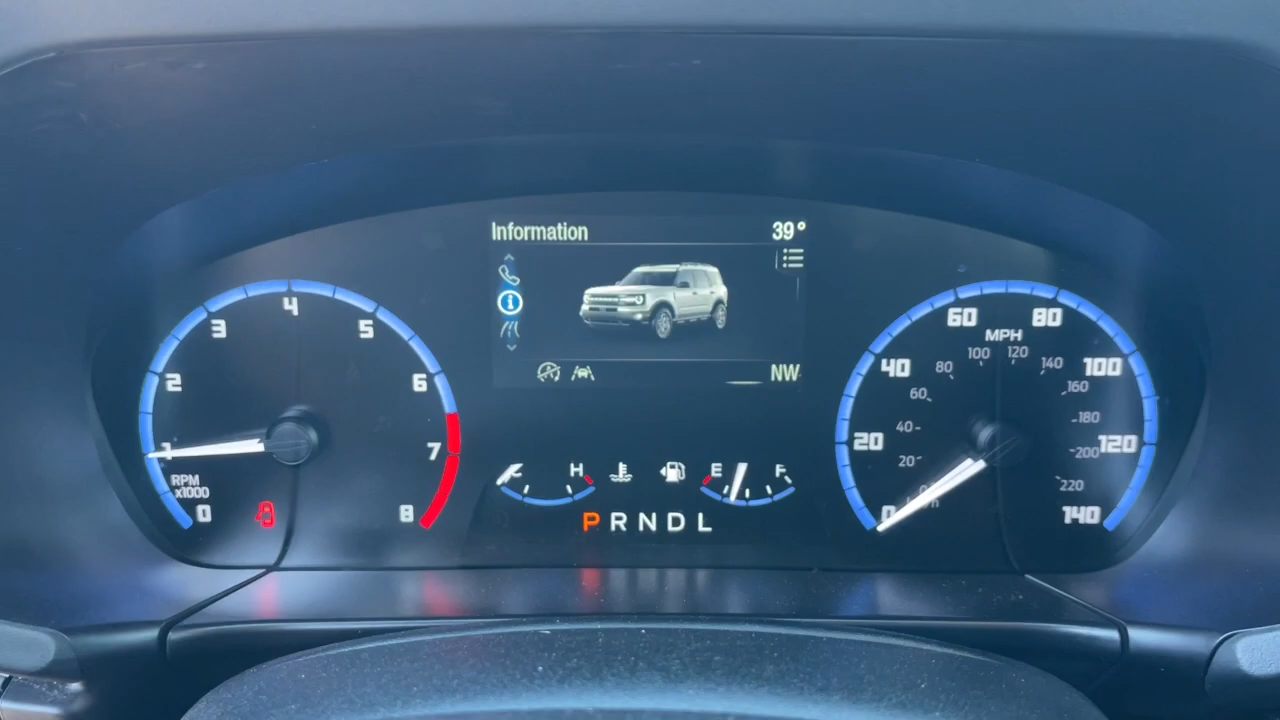 Information 39°
NW
0 1 2 3 4 5 6 7 8
RPM
x1000
C H
E F
P R N D L
0 20 40 60 80 100 120 140
MPH
20 40 60 80 100 120 140 160 180 200 220